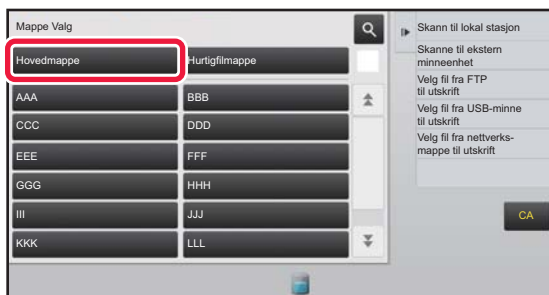 Mappe Valg
Hovedmappe
Hurtigfilmappe
AAA
BBB
CCC
DDD
EEE
FFF
GGG
HHH
III
JJJ
KKK
LLL
Skann til lokal stasjon
Skanne til ekstern
minneenhet
Velg fil fra FTP
til utskrift
Velg fil fra USB-minne
til utskrift
Velg fil fra nettverks-
mappe til utskrift
CA